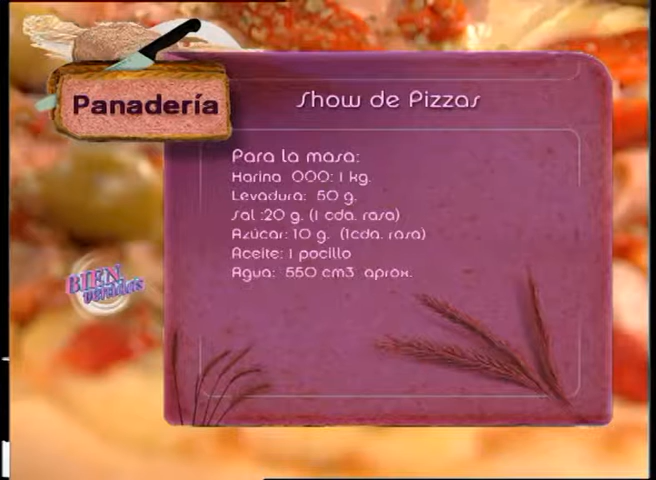 Panadería
Show de Pizzas
Para la masa:
Harina 000: 1 kg.
Levadura: 50 g.
Sal :20 g. (1 cda. rasa)
Azúcar: 10 g. (1cda. rasa)
Aceite: 1 pocillo
Agua: 550 cm3 aprox.
BIEN
vestidas